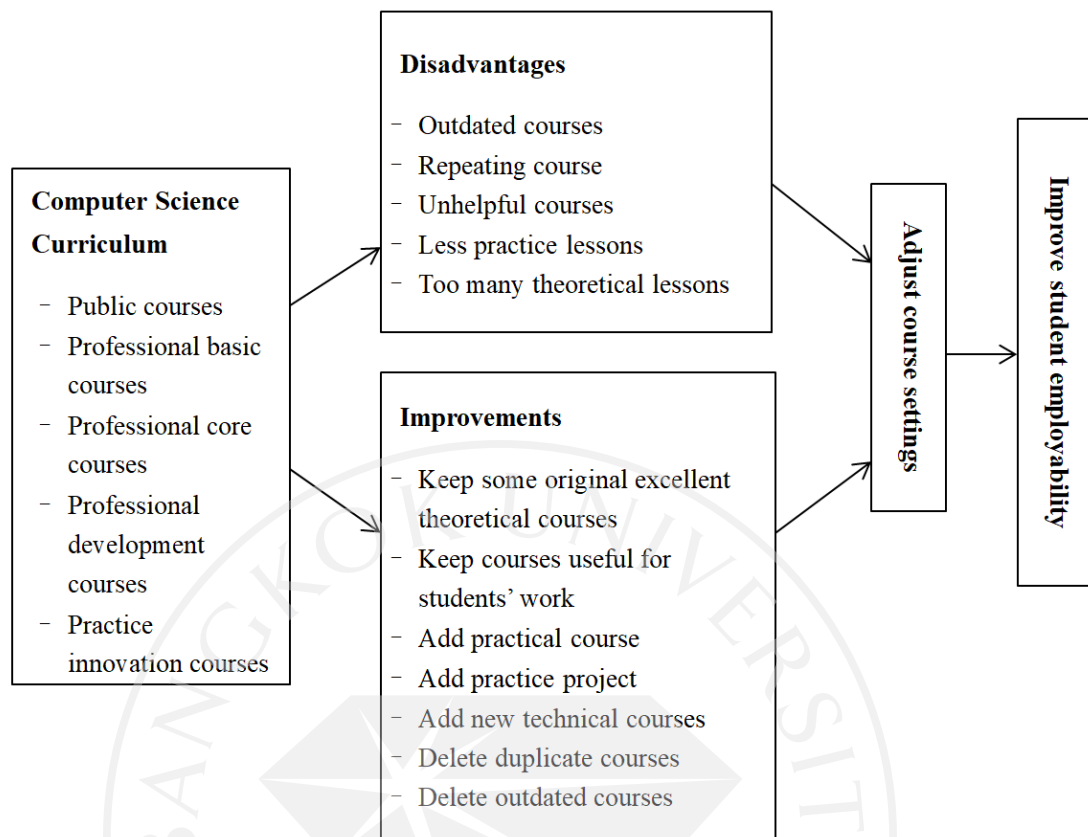 Computer Science
Curriculum
- Public courses
- Professional basic
courses
- Professional core
courses
- Professional
development
courses
- Practice
innovation courses
Disadvantages
- Outdated courses
- Repeating course
- Unhelpful courses
- Less practice lessons
- Too many theoretical lessons
Improvements
- Keep some original excellent
theoretical courses
- Keep courses useful for
students’ work
- Add practical course
- Add practice project
- Add new technical courses
- Delete duplicate courses
- Delete outdated courses
Adjust course settings
Improve student employability
BANGKOK UNIVERSIT